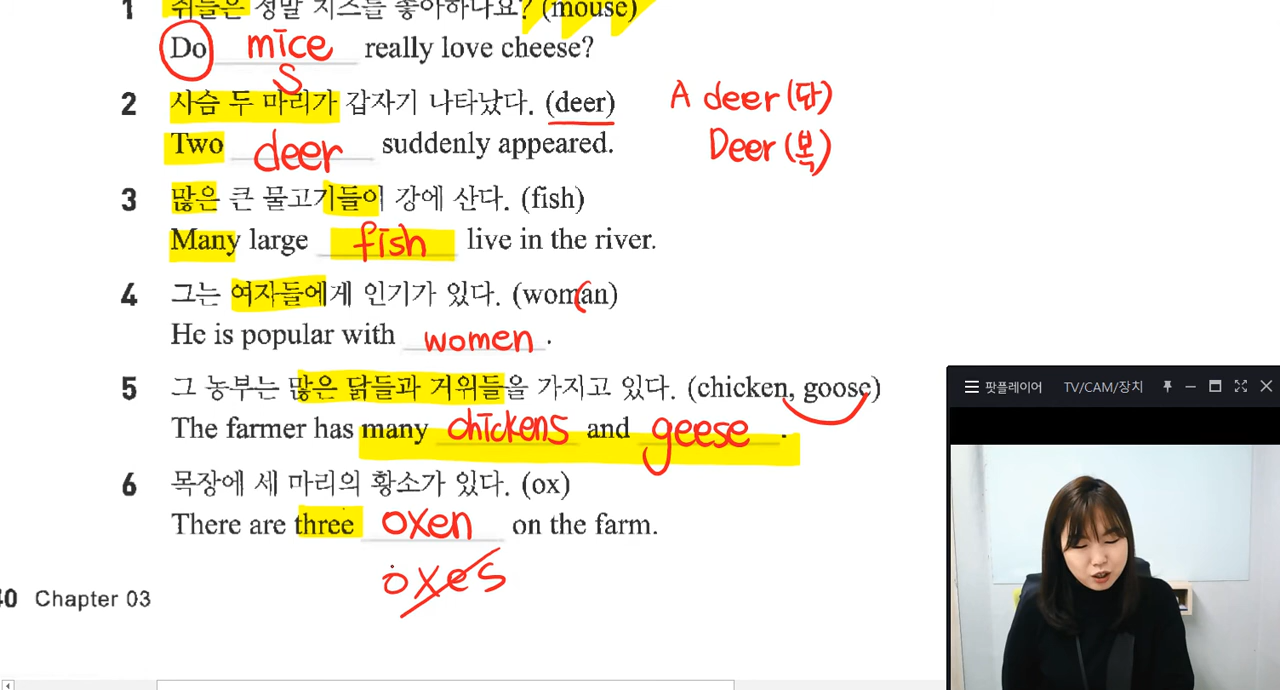 1 쥐들은 정말 치즈를 좋아하나요? (mouse)
Do mice really love cheese?
s
2 사슴 두 마리가 갑자기 나타났다. (deer)
A deer (단)
Two deer suddenly appeared.
Deer (복)
3 많은 큰 물고기들이 강에 산다. (fish)
Many large fish live in the river.
4 그는 여자들에게 인기가 있다. (woman)
He is popular with women.
5 그 농부는 많은 닭들과 거위들을 가지고 있다. (chicken, goose)
The farmer has many chickens and geese.
6 목장에 세 마리의 황소가 있다. (ox)
There are three oxen on the farm.
oxes
40 Chapter 03
팟플레이어 TV/CAM/장치